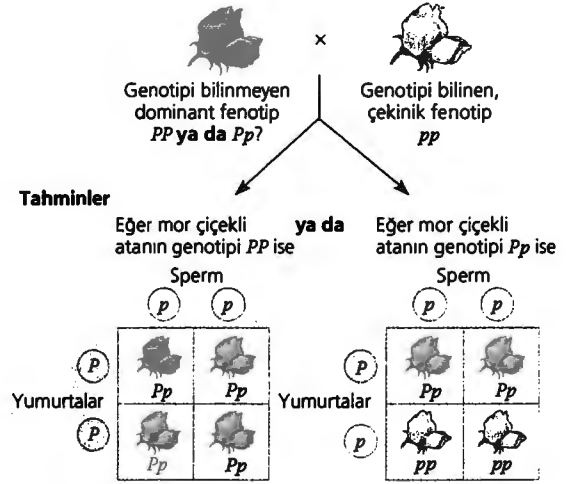 ×
Genotipi bilinmeyen
dominant fenotip
PP ya da Pp?
Genotipi bilinen,
çekinik fenotip
pp
Tahminler
Eğer mor çiçekli
atanın genotipi PP ise
ya da
Eğer mor çiçekli
atanın genotipi Pp ise
Sperm
p p
Yumurtalar
P
Pp Pp
P
Pp Pp
Sperm
p p
Yumurtalar
P
Pp Pp
p
pp pp